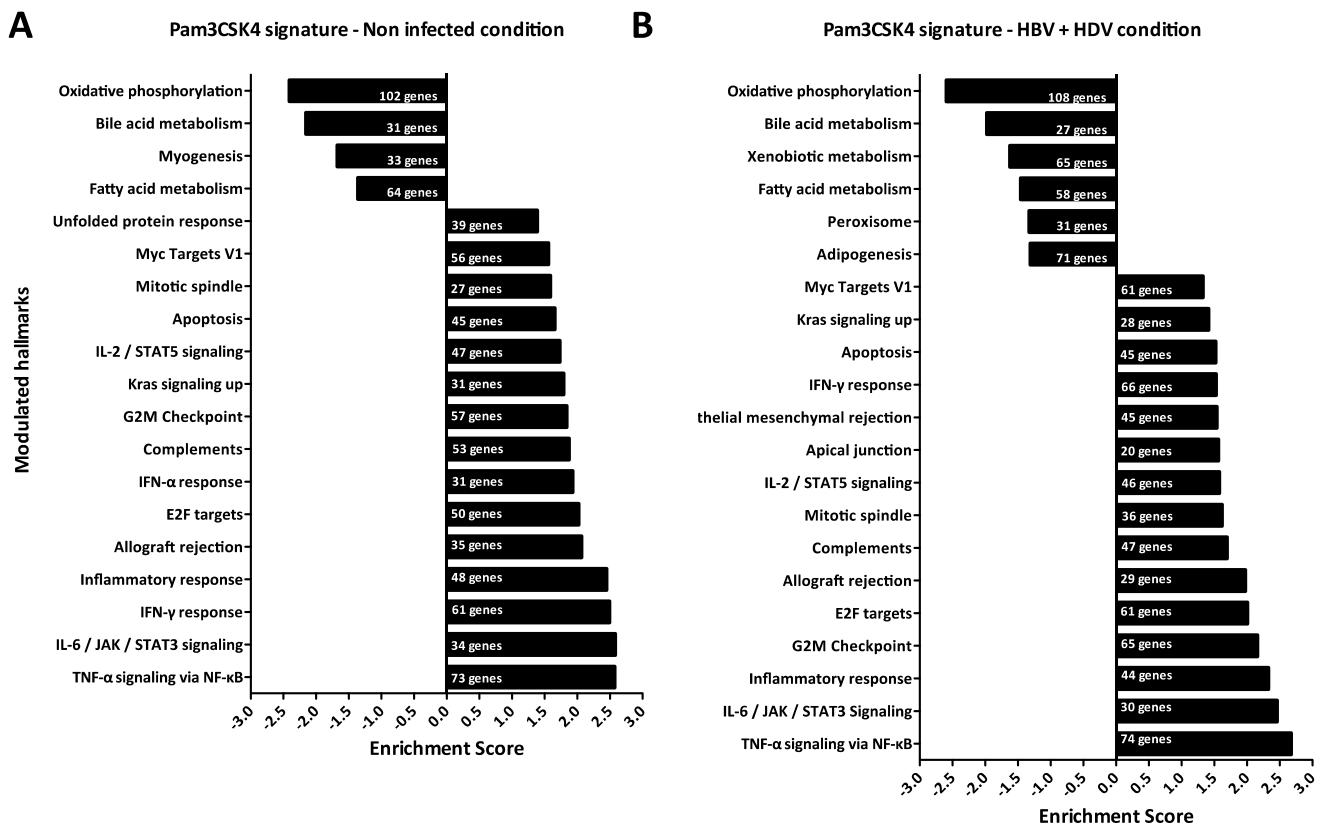 A
Pam3CSK4 signature - Non infected condition
Modulated hallmarks
Oxidative phosphorylation 102 genes
Bile acid metabolism 31 genes
Myogenesis 33 genes
Fatty acid metabolism 64 genes
Unfolded protein response 39 genes
Myc Targets V1 56 genes
Mitotic spindle 27 genes
Apoptosis 45 genes
IL-2 / STAT5 signaling 47 genes
Kras signaling up 31 genes
G2M Checkpoint 57 genes
Complements 53 genes
IFN-α response 31 genes
E2F targets 50 genes
Allograft rejection 35 genes
Inflammatory response 48 genes
IFN-γ response 61 genes
IL-6 / JAK / STAT3 signaling 34 genes
TNF-α signaling via NF-κB 73 genes
-3.0 -2.5 -2.0 -1.5 -1.0 -0.5 0.0 0.5 1.0 1.5 2.0 2.5 3.0
Enrichment Score
B
Pam3CSK4 signature - HBV + HDV condition
Oxidative phosphorylation 108 genes
Bile acid metabolism 27 genes
Xenobiotic metabolism 65 genes
Fatty acid metabolism 58 genes
Peroxisome 31 genes
Adipogenesis 71 genes
Myc Targets V1 61 genes
Kras signaling up 28 genes
Apoptosis 45 genes
IFN-γ response 66 genes
thelial mesenchymal rejection 45 genes
Apical junction 20 genes
IL-2 / STAT5 signaling 46 genes
Mitotic spindle 36 genes
Complements 47 genes
Allograft rejection 29 genes
E2F targets 61 genes
G2M Checkpoint 65 genes
Inflammatory response 44 genes
IL-6 / JAK / STAT3 Signaling 30 genes
TNF-α signaling via NF-κB 74 genes
-3.0 -2.5 -2.0 -1.5 -1.0 -0.5 0.0 0.5 1.0 1.5 2.0 2.5 3.0
Enrichment Score